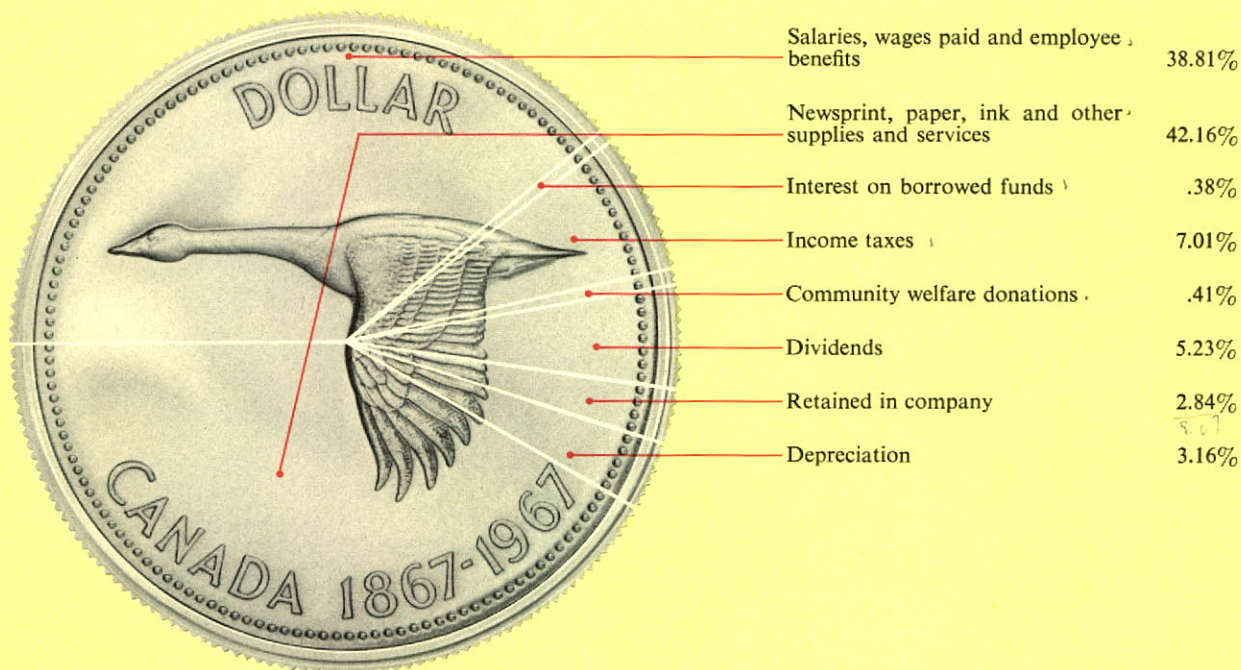 DOLLAR
CANADA 1867-1967
Salaries, wages paid and employee
benefits 38.81%
Newsprint, paper, ink and other
supplies and services 42.16%
Interest on borrowed funds .38%
Income taxes 7.01%
Community welfare donations .41%
Dividends 5.23%
Retained in company 2.84%
8.07
Depreciation 3.16%